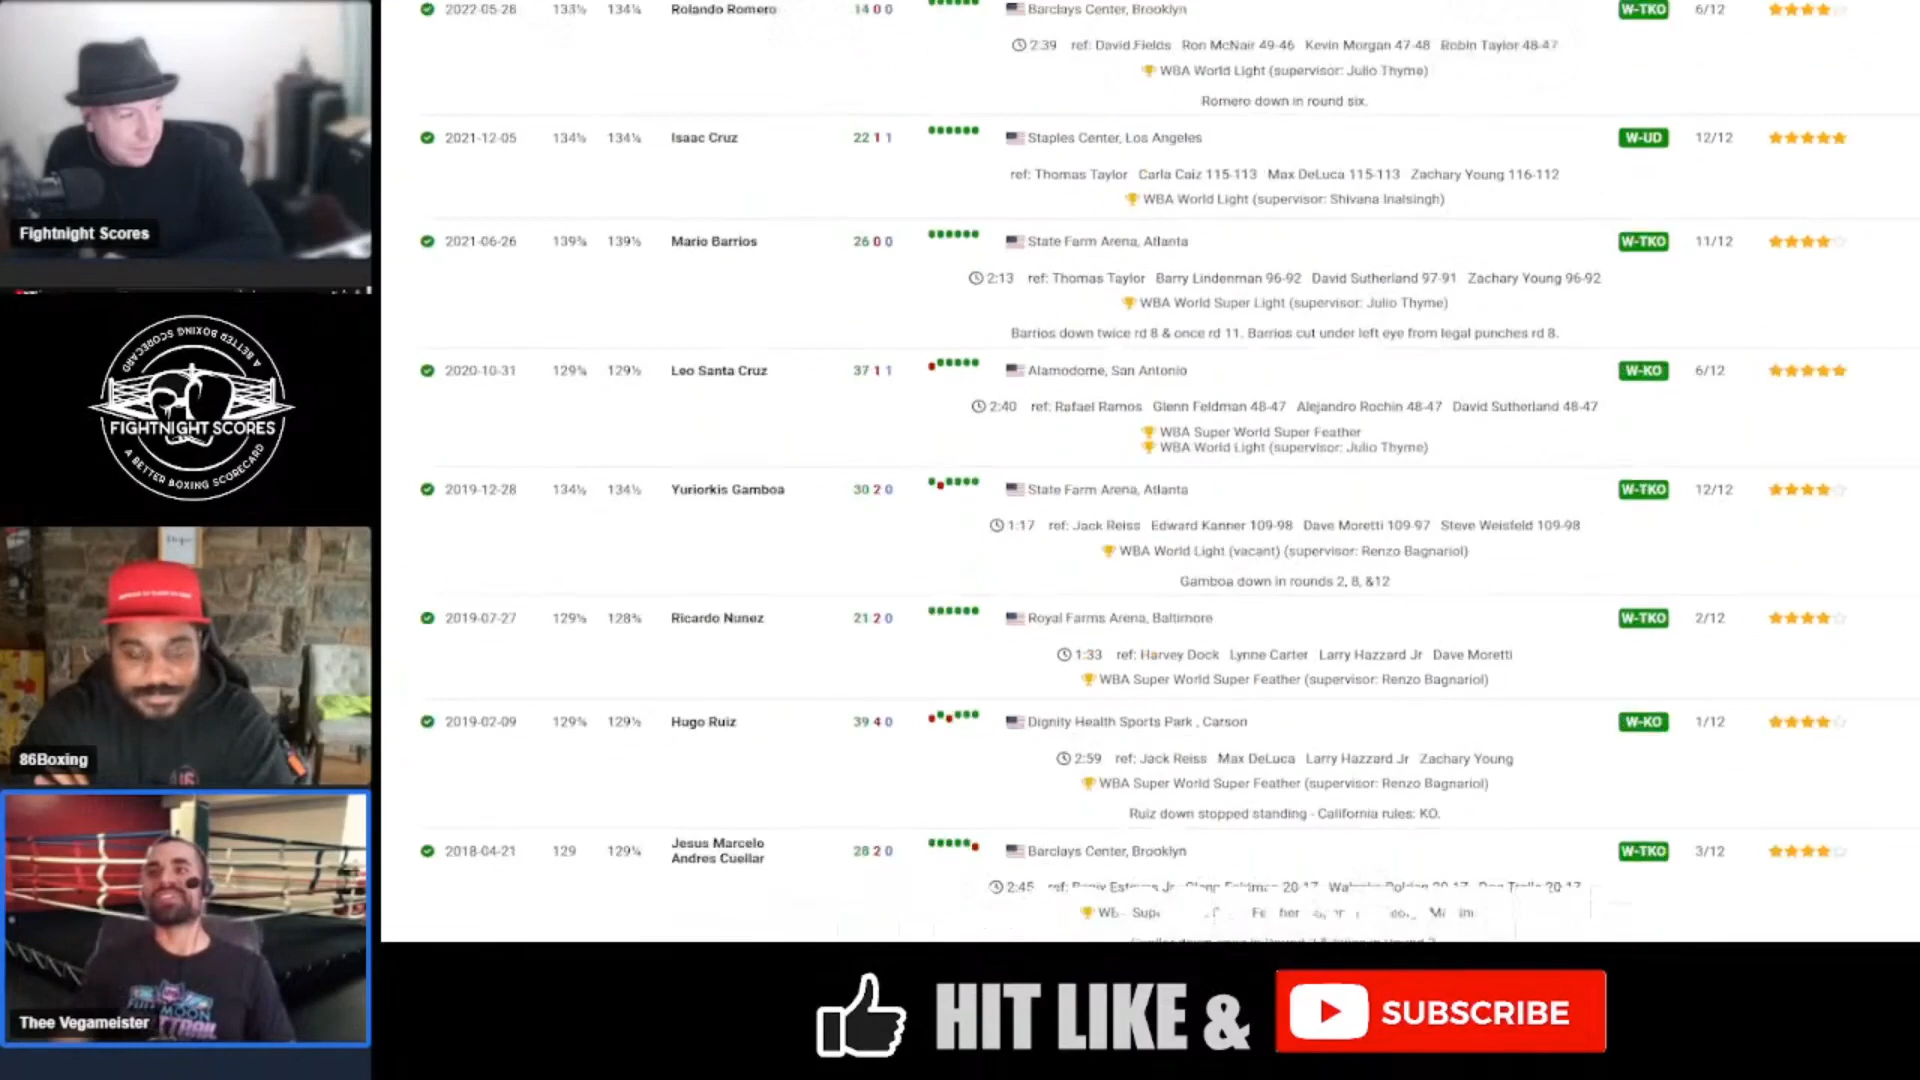 Fightnight Scores
A BETTER BOXING SCORECARD
BOXING SCORECARD
FIGHTNIGHT SCORES
A BETTER BOXING SCORECARD
86Boxing
Thee Vegameister
2022-05-28 133½ 134¼ Rolando Romero 14 0 0 Barclays Center, Brooklyn W-TKO 6/12
2:39 ref: David Fields Ron McNair 49-46 Kevin Morgan 47-48 Robin Taylor 48-47
WBA World Light (supervisor: Julio Thyme)
Romero down in round six.
2021-12-05 Isaac Cruz 22 1 1 Staples Center, Los Angeles W-UD 12/12
ref: Thomas Taylor Carla Caiz 115-113 Max DeLuca 115-113 Zachary Young 116-112
WBA World Light (supervisor: Shivana Inalsingh)
2021-06-26 Mario Barrios 26 0 0 State Farm Arena, Atlanta W-TKO 11/12
2:13 ref: Thomas Taylor Barry Lindenman 96-92 David Sutherland 97-91 Zachary Young 96-92
WBA World Super Light (supervisor: Julio Thyme)
Barrios down twice rd 8 & once rd 11. Barrios cut under left eye from legal punches rd 8.
2020-10-31 Leo Santa Cruz 37 1 1 Alamodome, San Antonio W-KO 6/12
2:40 ref: Rafael Ramos Glenn Feldman 48-47 Alejandro Rochin 48-47 David Sutherland 48-47
WBA Super World Super Feather
WBA World Light (supervisor: Julio Thyme)
2019-12-28 Yuriorkis Gamboa 30 2 0 State Farm Arena, Atlanta W-TKO 12/12
1:17 ref: Jack Reiss Edward Kanner 109-98 Dave Moretti 109-97 Steve Weisfeld 109-98
WBA World Light (vacant) (supervisor: Renzo Bagnariol)
Gamboa down in rounds 2, 8, &12
2019-07-27 Ricardo Nunez 21 2 0 Royal Farms Arena, Baltimore W-TKO 2/12
1:33 ref: Harvey Dock Lynne Carter Larry Hazzard Jr Dave Moretti
WBA Super World Super Feather (supervisor: Renzo Bagnariol)
2019-02-09 Hugo Ruiz 39 4 0 Dignity Health Sports Park , Carson W-KO 1/12
2:59 ref: Jack Reiss Max DeLuca Larry Hazzard Jr Zachary Young
WBA Super World Super Feather (supervisor: Renzo Bagnariol)
Ruiz down stopped standing - California rules: KO.
2018-04-21 129 129¼ Jesus Marcelo Andres Cuellar 28 2 0 Barclays Center, Brooklyn W-TKO 3/12
2:45
HIT LIKE & SUBSCRIBE